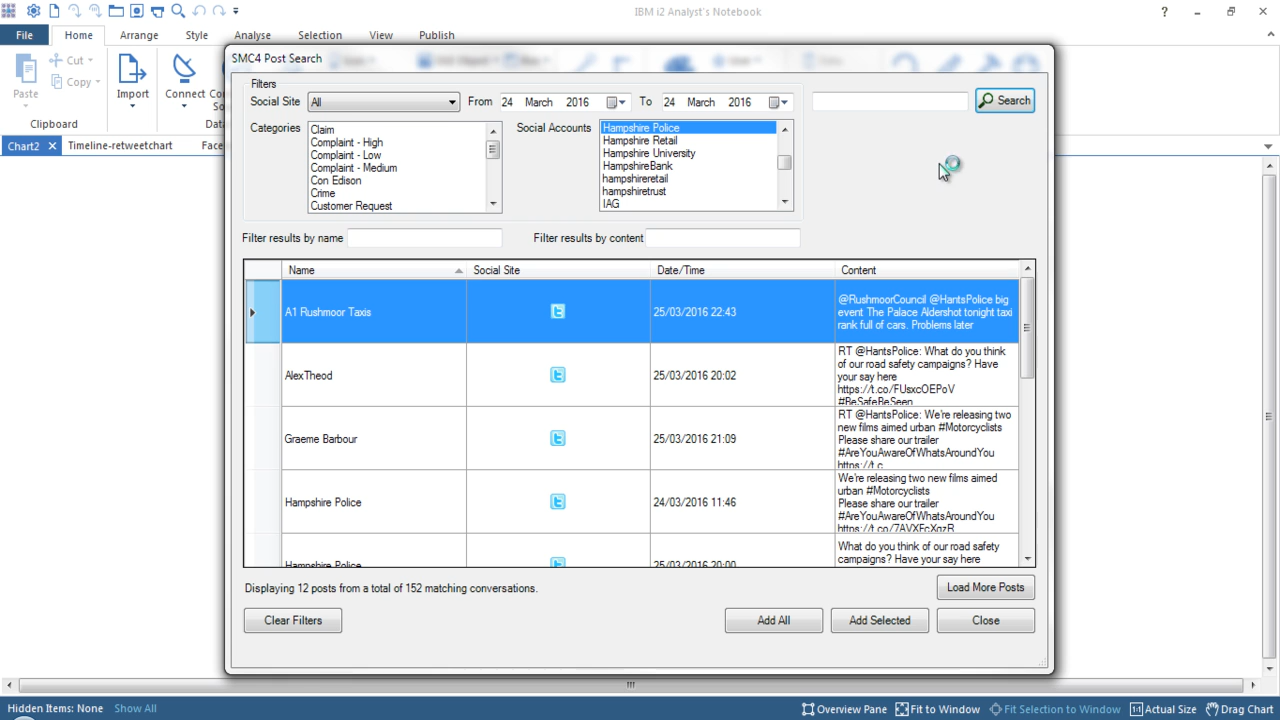 IBM i2 Analyst's Notebook
File Home Arrange Style Analyse Selection View Publish
Paste
Cut
Copy
Import
Connect
Clipboard
Chart2
Timeline-retweetchart
SMC4 Post Search
Filters
Social Site All From 24 March 2016 To 24 March 2016 Search
Categories
Claim
Complaint - High
Complaint - Low
Complaint - Medium
Con Edison
Crime
Customer Request
Social Accounts
Hampshire Police
Hampshire Retail
Hampshire University
HampshireBank
hampshireretail
hampshiretrust
IAG
Filter results by name Filter results by content
Name Social Site Date/Time Content
A1 Rushmoor Taxis 25/03/2016 22:43
@RushmoorCouncil @HantsPolice big
event The Palace Aldershot tonight taxi
rank full of cars. Problems later
AlexTheod 25/03/2016 20:02
RT @HantsPolice: What do you think
of our road safety campaigns? Have
your say here
https://t.co/FUsxcOEPoV
#BeSafeBeSeen
Graeme Barbour 25/03/2016 21:09
RT @HantsPolice: We're releasing two
new films aimed urban #Motorcyclists
Please share our trailer
#AreYouAwareOfWhatsAroundYou
https://t.c
Hampshire Police 24/03/2016 11:46
We're releasing two new films aimed
urban #Motorcyclists
Please share our trailer
#AreYouAwareOfWhatsAroundYou
Hampshire Police 25/03/2016 20:00
What do you think of our road safety
campaigns? Have your say here
Displaying 12 posts from a total of 152 matching conversations.
Load More Posts
Clear Filters Add All Add Selected Close
Hidden Items: None Show All
Overview Pane Fit to Window Fit Selection to Window Actual Size Drag Chart